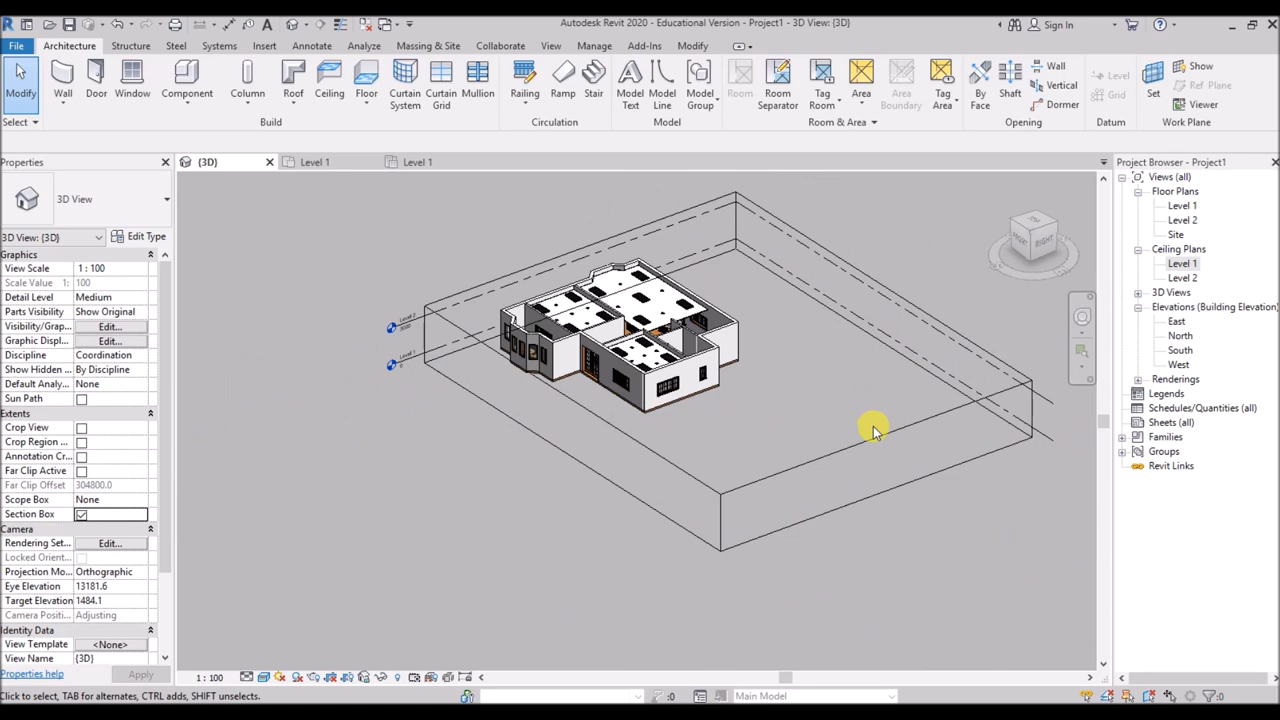 Autodesk Revit 2020 - Educational Version - Project1 - 3D View: {3D}
Sign In
File Architecture Structure Steel Systems Insert Annotate Analyze Massing & Site Collaborate View Manage Add-Ins Modify
Modify Wall Door Window Component Column Roof Ceiling Floor Curtain System Curtain Grid Mullion Railing Ramp Stair Model Text Model Line Model Group Room Room Separator Tag Room Area Area Boundary Tag Area By Face Shaft Wall Vertical Dormer Level Grid Set Show Ref Plane Viewer
Select Build Circulation Model Room & Area Opening Datum Work Plane
Properties
{3D}
Level 1
Level 1
Project Browser - Project1
3D View
3D View: {3D}
Edit Type
Graphics
View Scale 1 : 100
Scale Value 1: 100
Detail Level Medium
Parts Visibility Show Original
Visibility/Grap... Edit...
Graphic Displ... Edit...
Discipline Coordination
Show Hidden ... By Discipline
Default Analy... None
Sun Path
Extents
Crop View
Crop Region ...
Annotation Cr...
Far Clip Active
Far Clip Offset 304800.0
Scope Box None
Section Box
Camera
Rendering Set... Edit...
Locked Orient...
Projection Mo... Orthographic
Eye Elevation 13181.6
Target Elevation 1484.1
Camera Positi... Adjusting
Identity Data
View Template <None>
View Name {3D}
Properties help
Apply
Level 2
Level 1
0
TOP
FRONT
RIGHT
Views (all)
Floor Plans
Level 1
Level 2
Site
Ceiling Plans
Level 1
Level 2
3D Views
Elevations (Building Elevation)
East
North
South
West
Renderings
Legends
Schedules/Quantities (all)
Sheets (all)
Families
Groups
Revit Links
1 : 100
Click to select, TAB for alternates, CTRL adds, SHIFT unselects.
:0
Main Model
:0